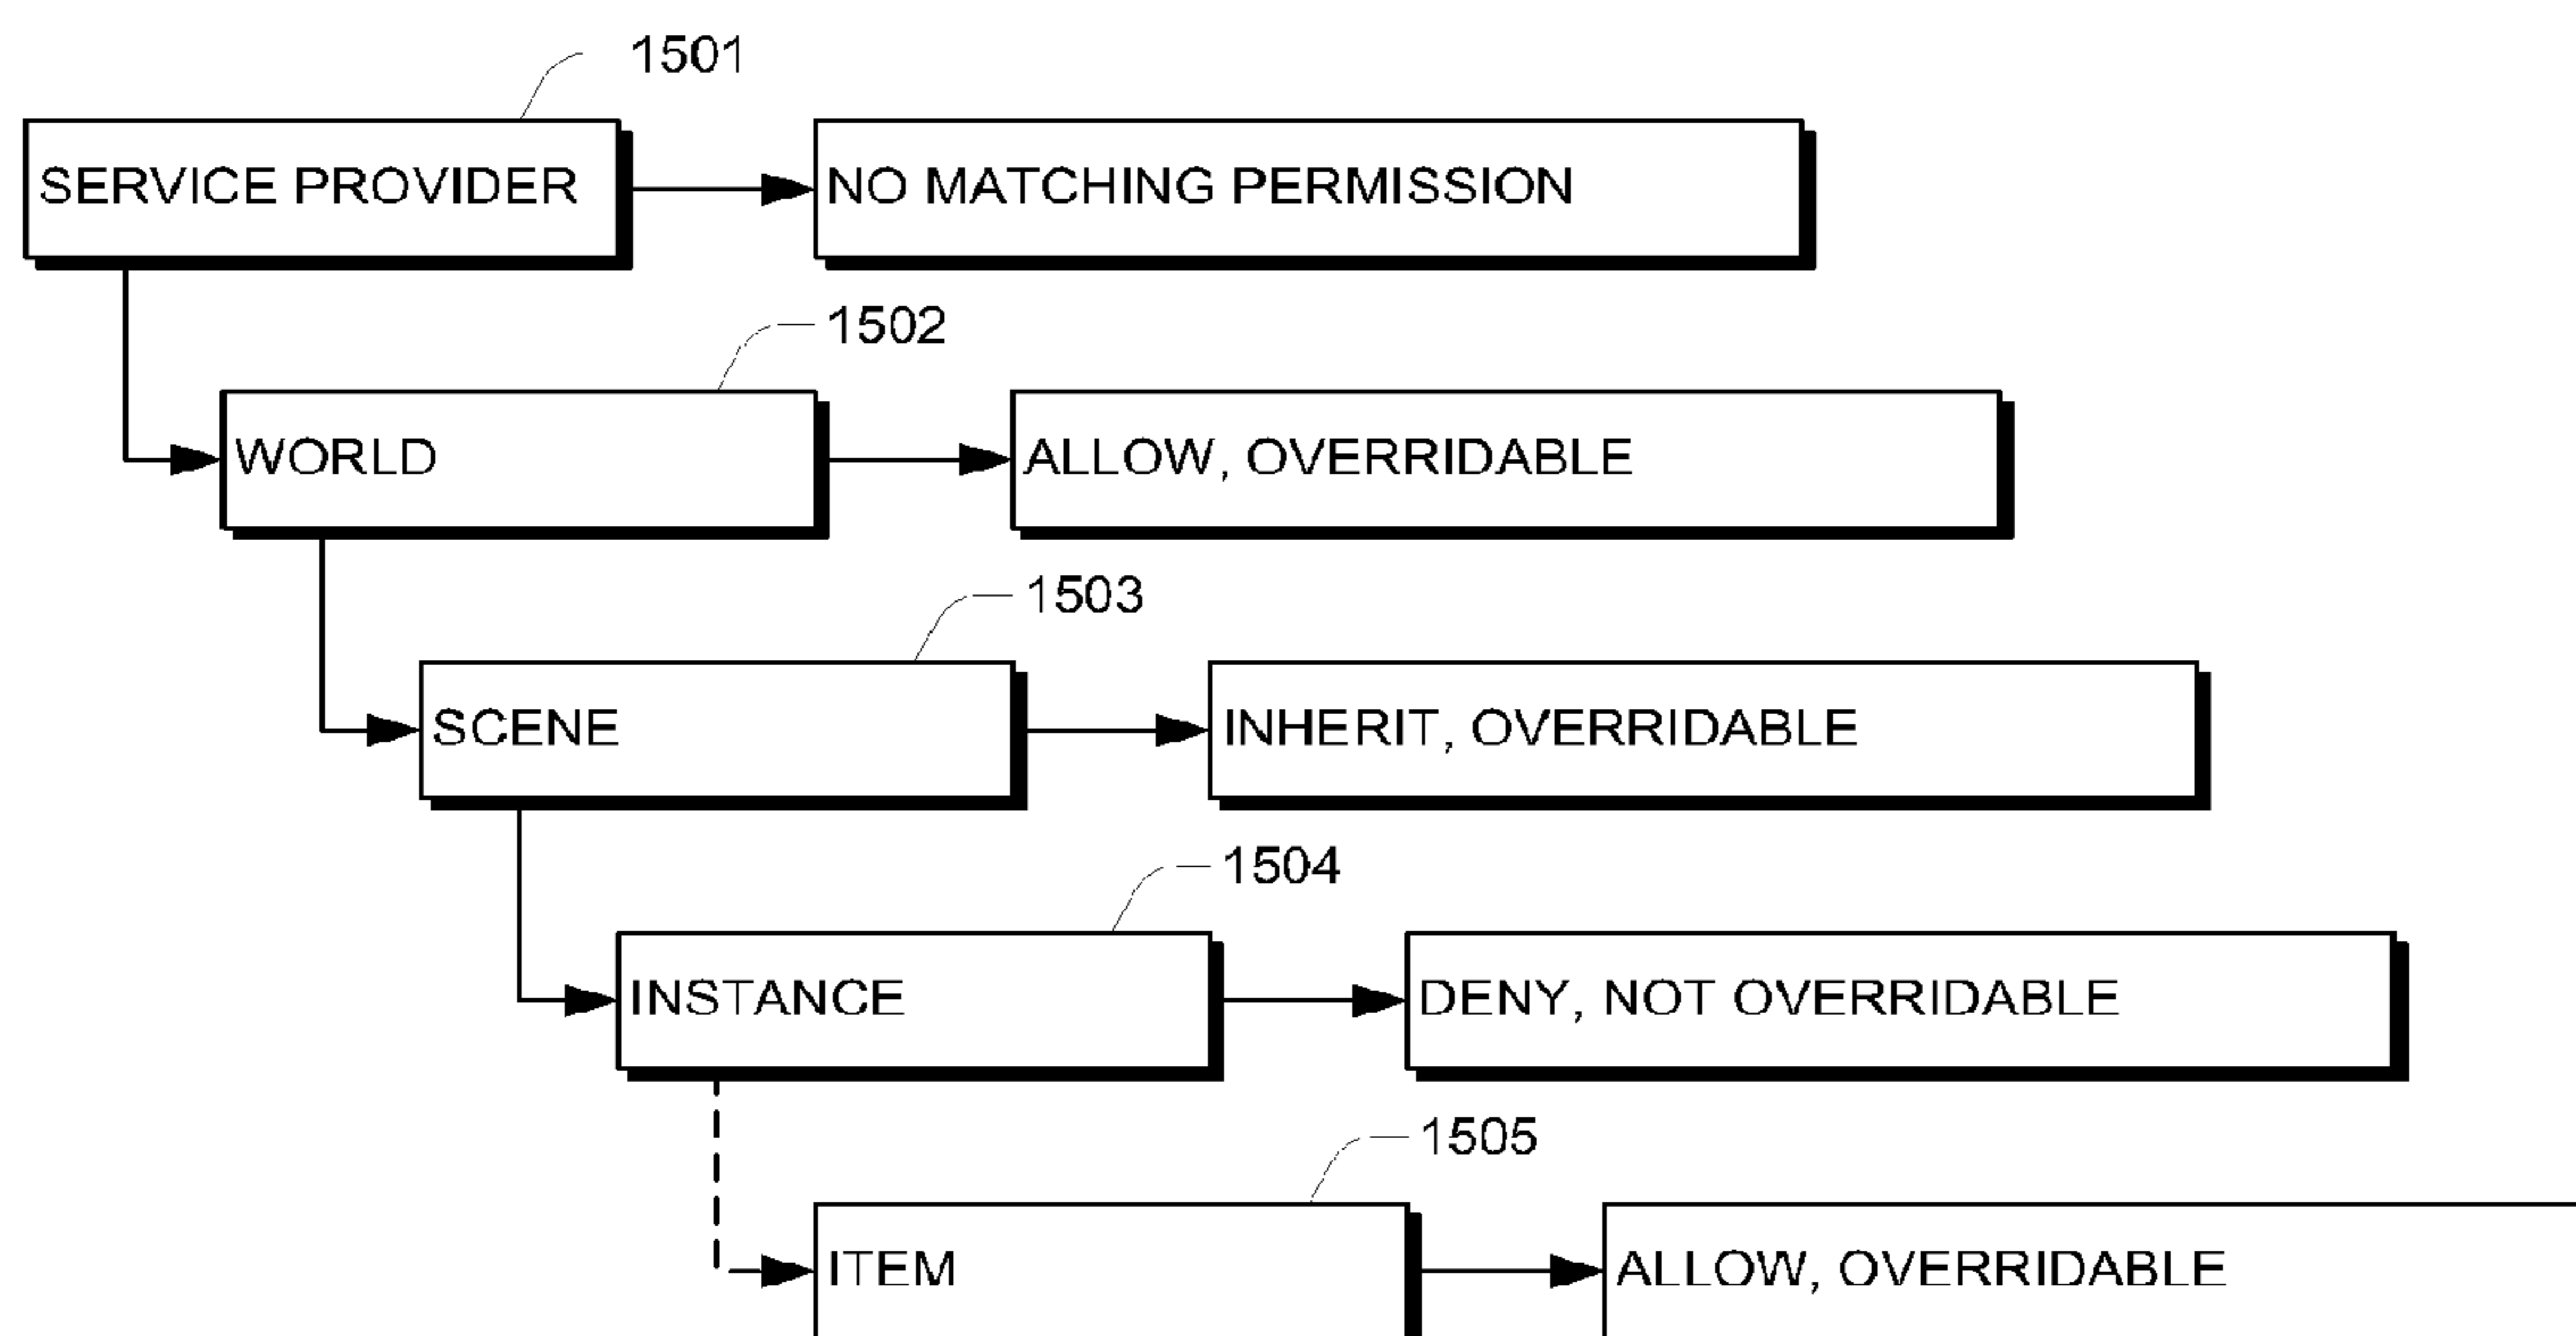 1501
SERVICE PROVIDER
NO MATCHING PERMISSION
1502
WORLD
ALLOW, OVERRIDABLE
1503
SCENE
INHERIT, OVERRIDABLE
1504
INSTANCE
DENY, NOT OVERRIDABLE
1505
ITEM
ALLOW, OVERRIDABLE